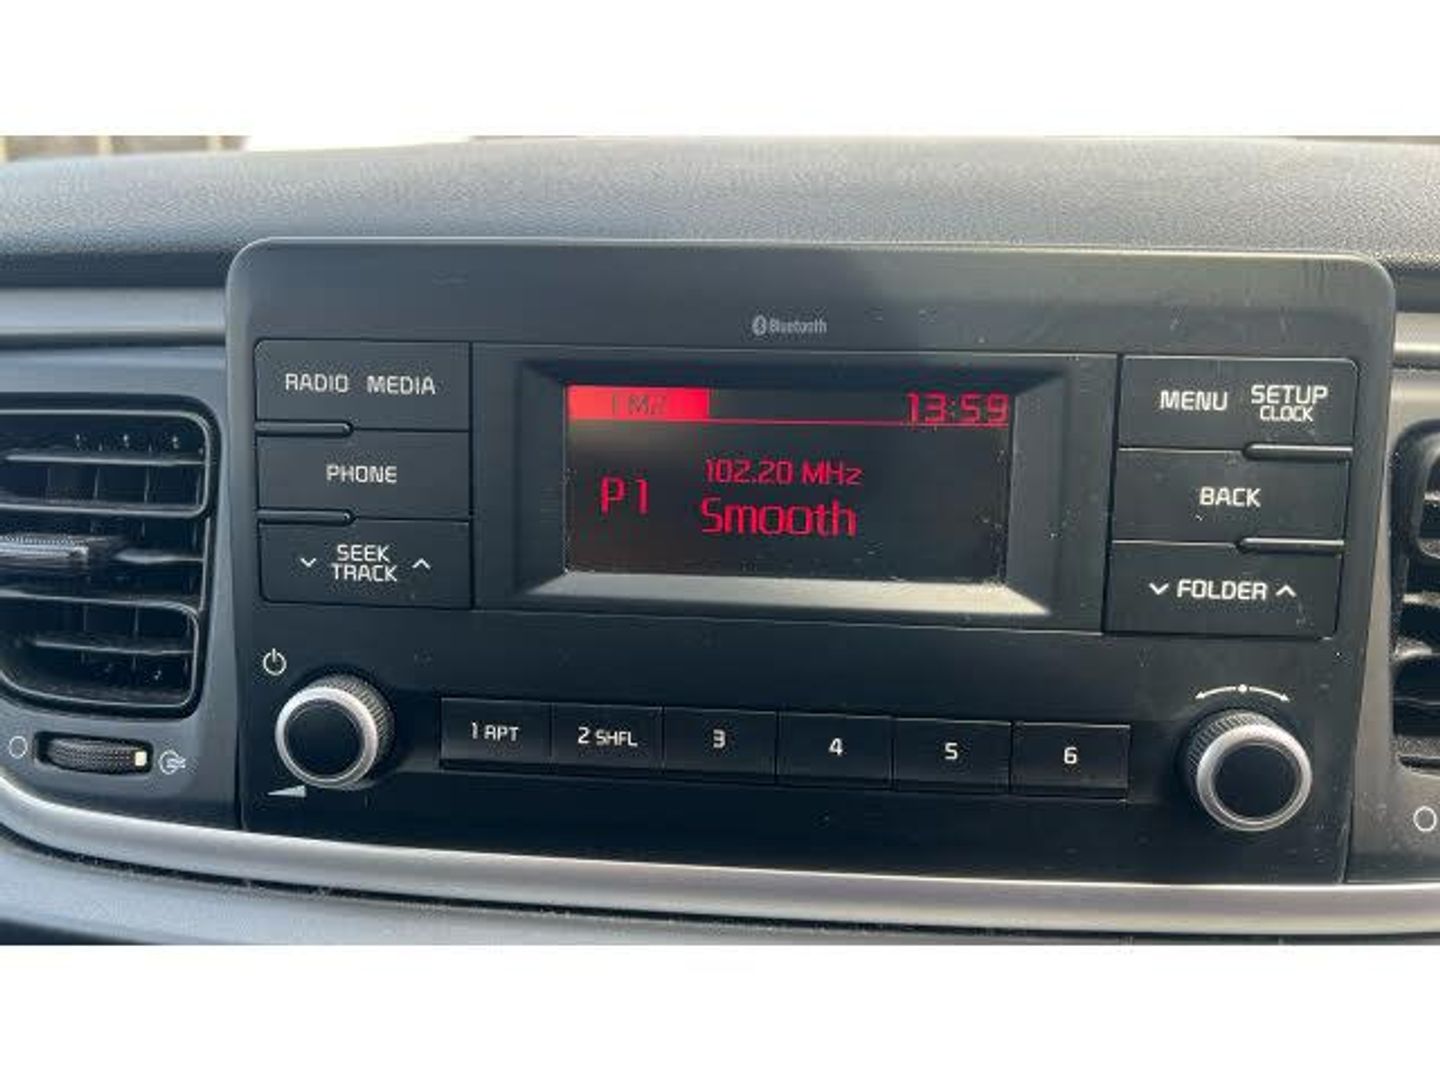 Bluetooth
RADIO MEDIA
PHONE
SEEK
TRACK
FM2 13:59
102.20 MHz
P1 Smooth
MENU SETUP
CLOCK
BACK
FOLDER
1 RPT 2 SHFL 3 4 5 6